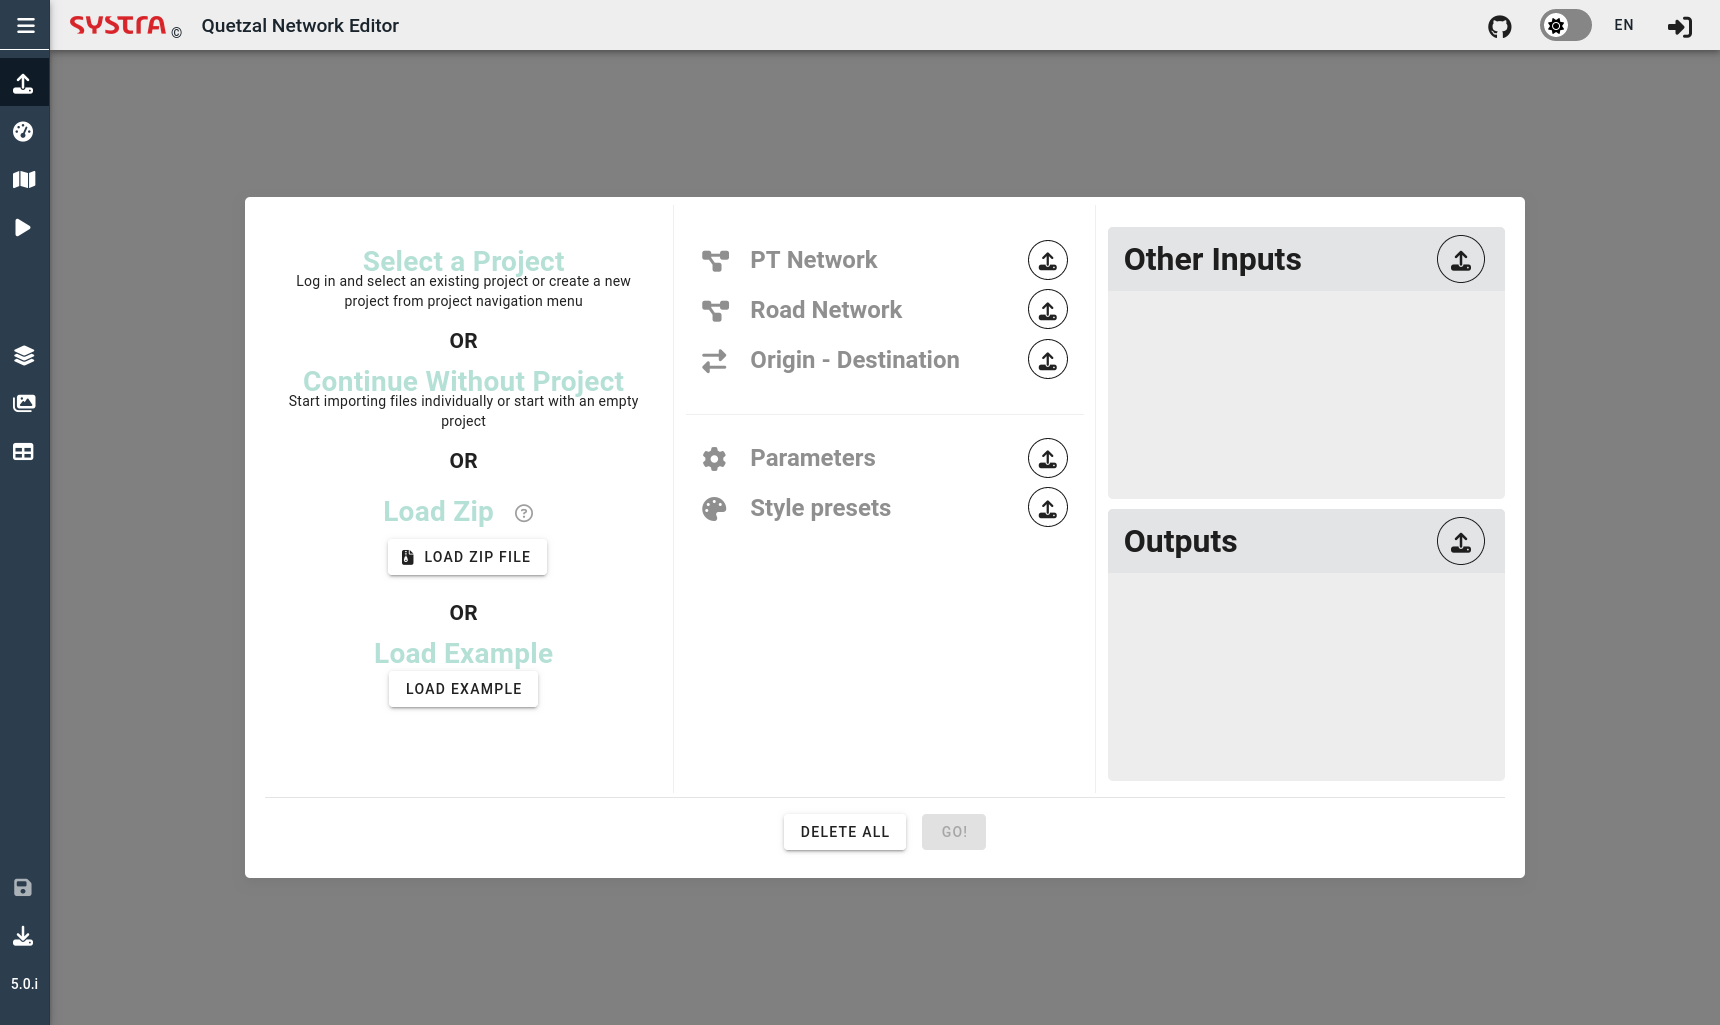 SYSTRA ©
Quetzal Network Editor
EN
Select a Project
Log in and select an existing project or create a new
project from project navigation menu
OR
Continue Without Project
Start importing files individually or start with an empty
project
OR
Load Zip ?
LOAD ZIP FILE
OR
Load Example
LOAD EXAMPLE
PT Network
Road Network
Origin - Destination
Parameters
Style presets
Other Inputs
Outputs
DELETE ALL
GO!
5.0.i